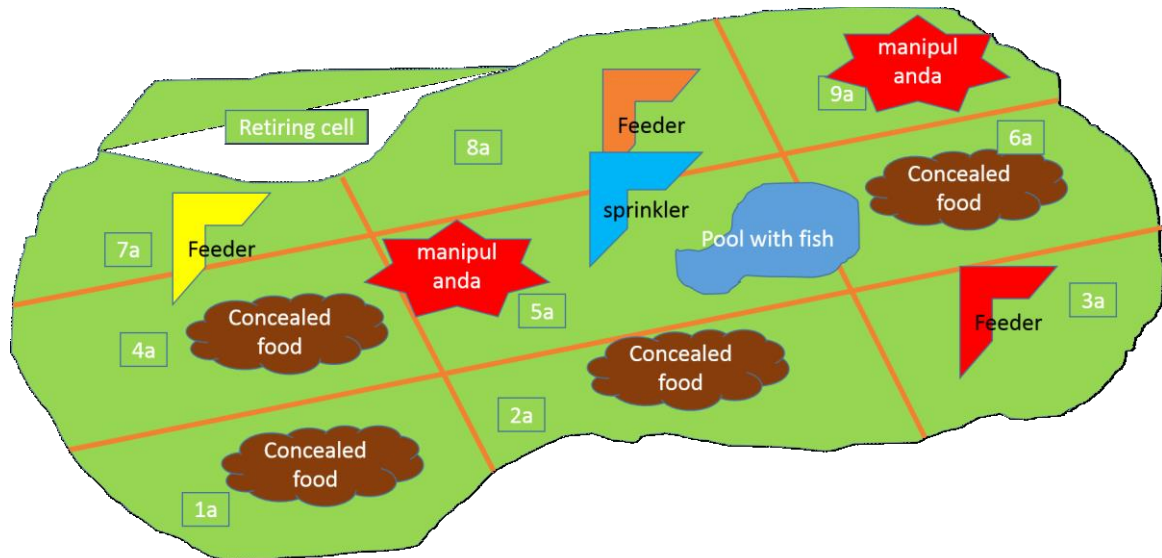 manipul
anda
9a
Retiring cell
Feeder
8a
6a
Concealed
food
sprinkler
7a
Feeder
manipul
anda
Pool with fish
5a
3a
Feeder
Concealed
food
4a
Concealed
food
2a
Concealed
food
1a